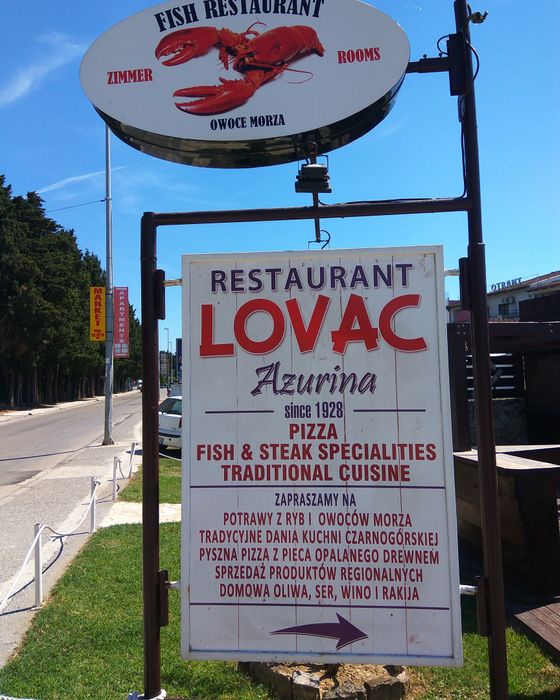 FISH RESTAURANT
ZIMMER
ROOMS
OWOCE MORZA
RESTAURANT
LOVAC
Azurina
since 1928
PIZZA
FISH & STEAK SPECIALITIES
TRADITIONAL CUISINE
ZAPRASZAMY NA
POTRAWY Z RYB I OWOCÓW MORZA
TRADYCYJNE DANIA KUCHNI CZARNOGÓRSKIEJ
PYSZNA PIZZA Z PIECA OPALANEGO DREWNEM
SPRZEDAŻ PRODUKTÓW REGIONALNYCH
DOMOWA OLIWA, SER, WINO I RAKIJA
MARKET
APARTMENTS